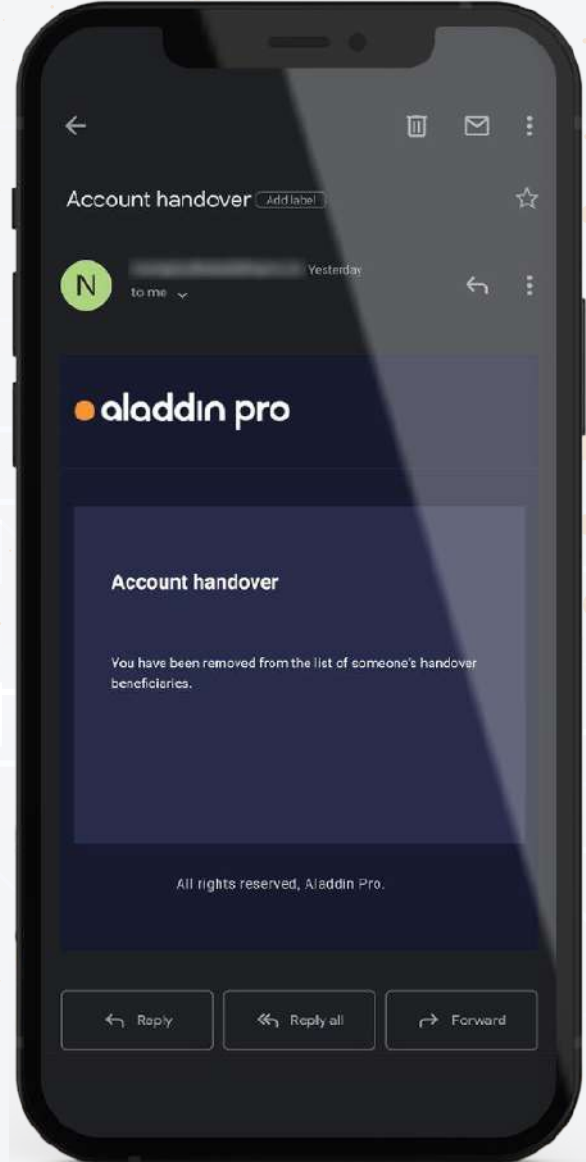 Account handover Add label
N
Yesterday
to me
aladdin pro
Account handover
You have been removed from the list of someone's handover
beneficiaries.
All rights reserved, Aladdin Pro.
Reply Reply all Forward